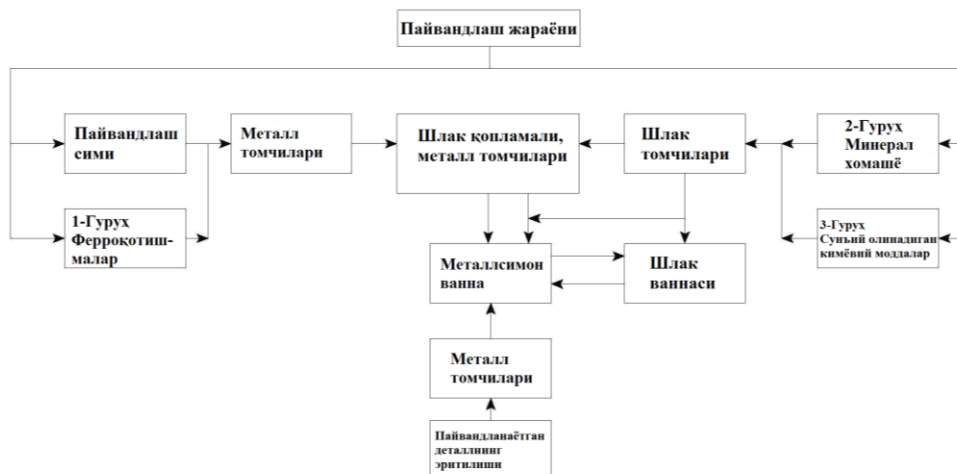 Пайвандлаш жараёни
Пайвандлаш
сими
Металл
томчилари
Шлак қопламали,
металл томчилари
Шлак
томчилари
2-Гурух
Минерал
хомашё
1-Гурух
Ферроқотиш-
малар
3-Гурух
Сунъий олинадиган
кимёвий моддалар
Металлсимон
ванна
Шлак
ваннаси
Металл
томчилари
Пайвандланаётган
деталлнинг
эритилиши